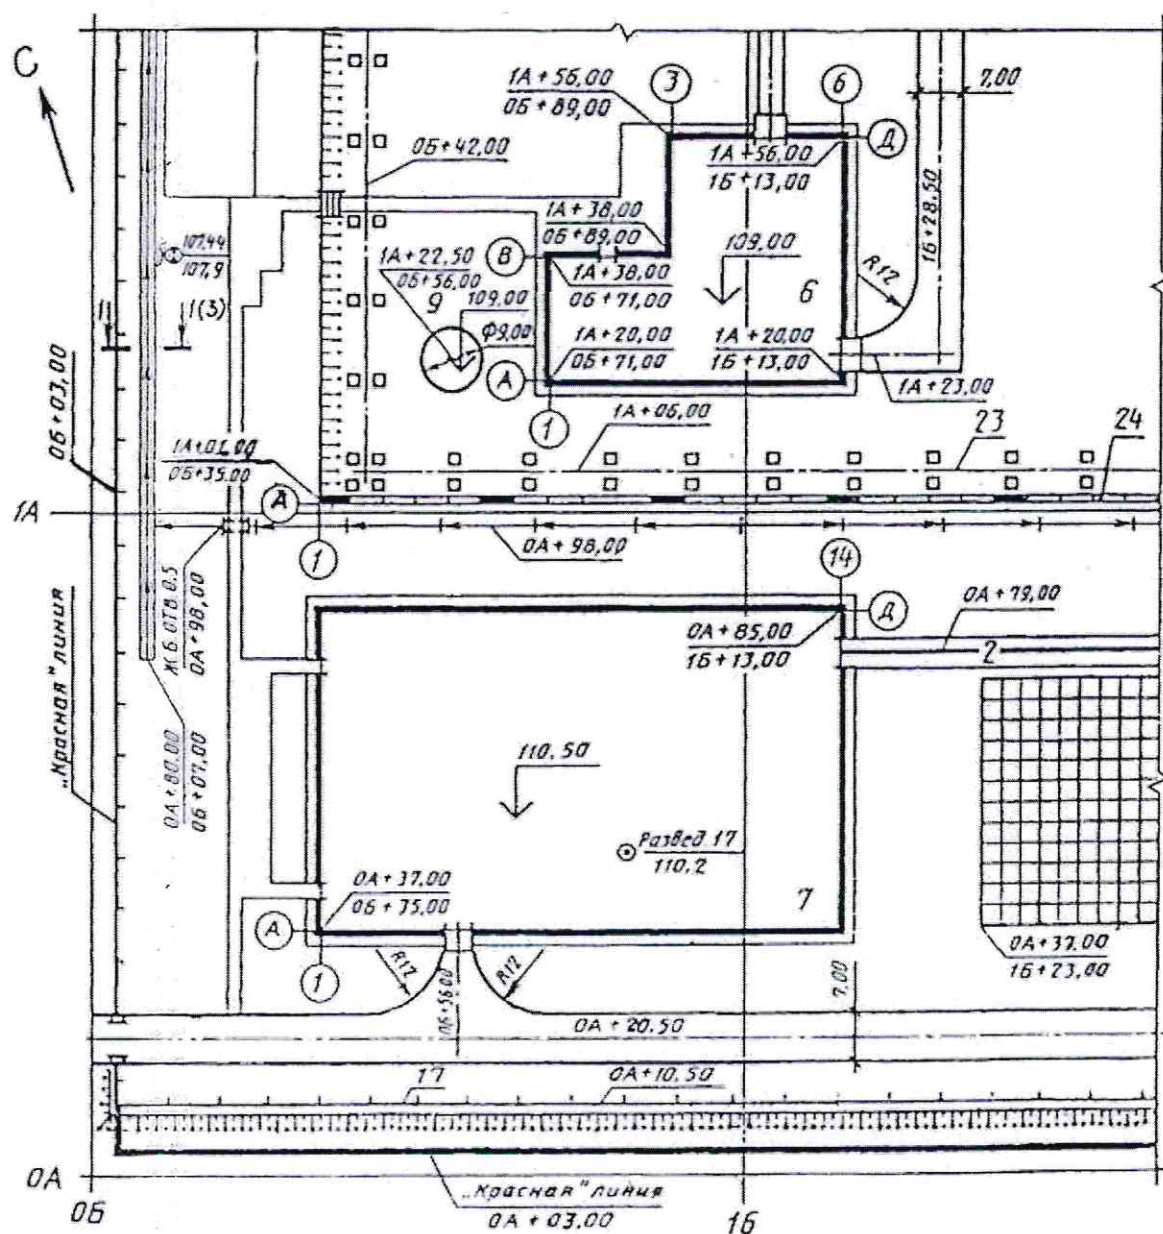 С
1А+56,00
0Б+89,00
3
6
7,00
Д
0Б+42,00
1А+56,00
1Б+13,00
1Б+28,50
1А+38,00
0Б+89,00
107,44
107,9
В
1А+22,50
0Б+56,00
9
109,00
Ф9,00
1А+38,00
0Б+71,00
109,00
6
R12
1
1(3)
0Б+03,00
1А+20,00
0Б+71,00
1А+20,00
1Б+13,00
А
1
1А+23,00
1А+06,00
23
24
1А+01,00
0Б+35,00
А
1А
0А+98,00
1
14
Ж.Б. ОТВ. 0.5
0А+98,00
0А+79,00
Д
0А+85,00
1Б+13,00
2
„Красная" линия
0А+80,00
0Б+07,00
110,50
Развед. 17
110,2
0А+37,00
0Б+35,00
А
7
1
R12
0Б+56,00
R12
7,00
0А+37,00
1Б+23,00
0А+20,50
17
0А+10,50
0А
„Красная" линия
0А+03,00
0Б
1Б